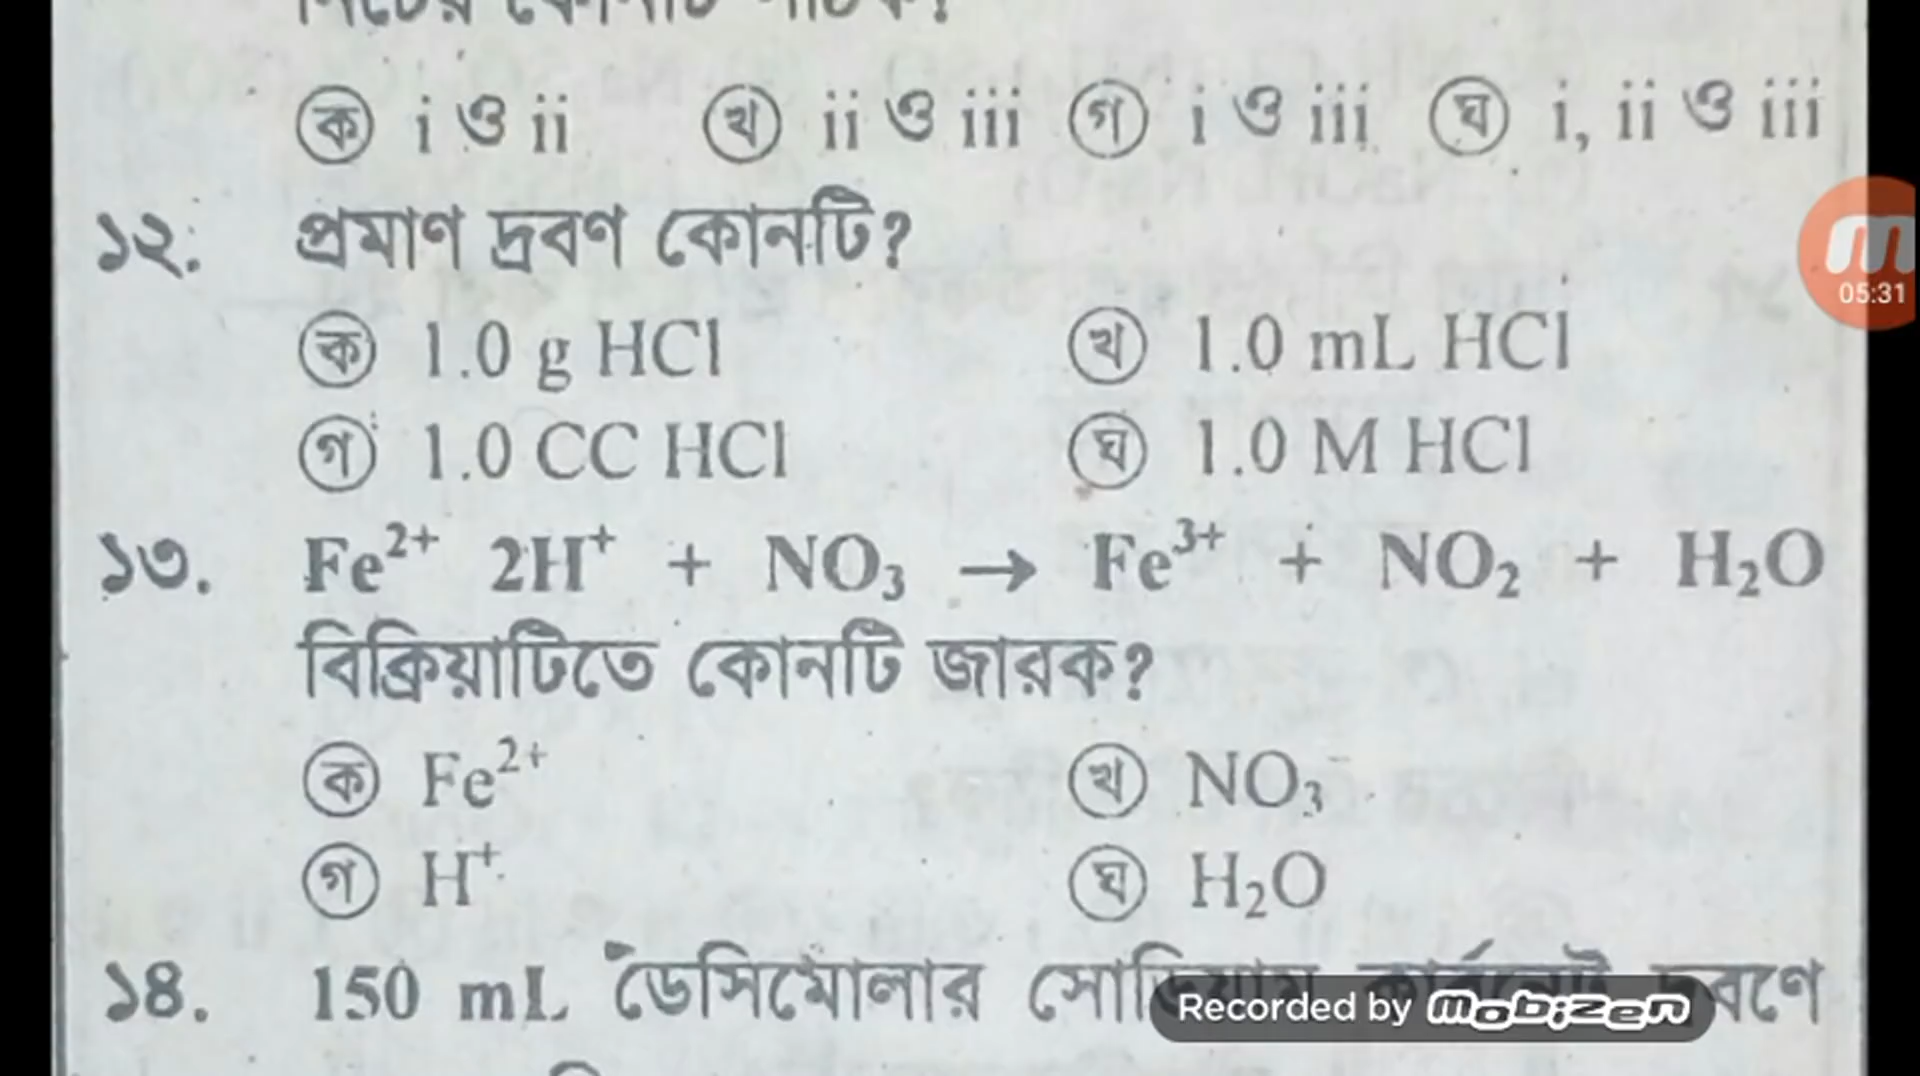 ক i ও ii খ ii ও iii গ i ও iii ঘ i, ii ও iii
১২. প্রমাণ দ্রবণ কোনটি?
ক 1.0 g HCl খ 1.0 mL HCl
গ 1.0 CC HCl ঘ 1.0 M HCl
১৩. Fe²⁺ 2H⁺ + NO₃ → Fe³⁺ + NO₂ + H₂O
বিক্রিয়াটিতে কোনটি জারক?
ক Fe²⁺ খ NO₃⁻
গ H⁺ ঘ H₂O
১৪. 150 mL ডেসিমোলার
05:31
Recorded by mobizen